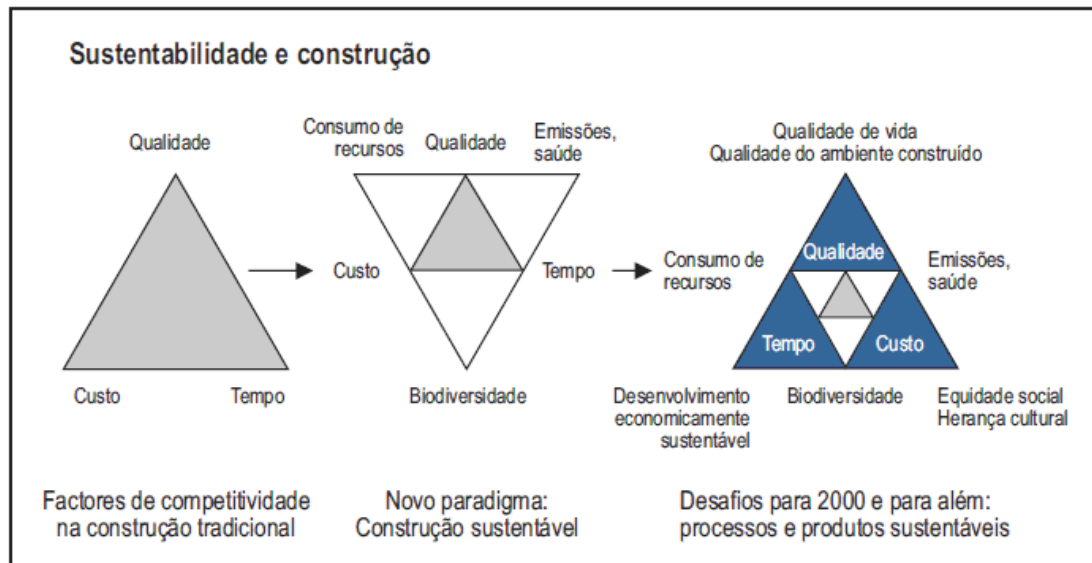 Sustentabilidade e construção
Qualidade
Custo
Tempo
Factores de competitividade
na construção tradicional
Consumo de
recursos
Qualidade
Emissões,
saúde
Custo
Tempo
Biodiversidade
Novo paradigma:
Construção sustentável
Qualidade de vida
Qualidade do ambiente construído
Consumo de
recursos
Qualidade
Emissões,
saúde
Tempo
Custo
Desenvolvimento
economicamente
sustentável
Biodiversidade
Equidade social
Herança cultural
Desafios para 2000 e para além:
processos e produtos sustentáveis